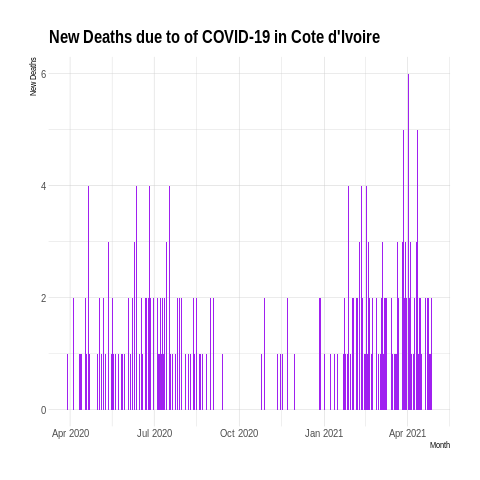 New Deaths due to of COVID-19 in Cote d'Ivoire
New Deaths
6
4
2
0
Apr 2020 Jul 2020 Oct 2020 Jan 2021 Apr 2021
Month